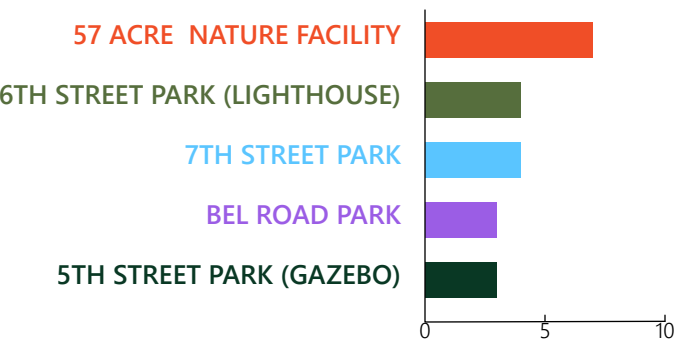 57 ACRE  NATURE FACILITY
6TH STREET PARK (LIGHTHOUSE)
7TH STREET PARK
BEL ROAD PARK
5TH STREET PARK (GAZEBO)
0 5 10